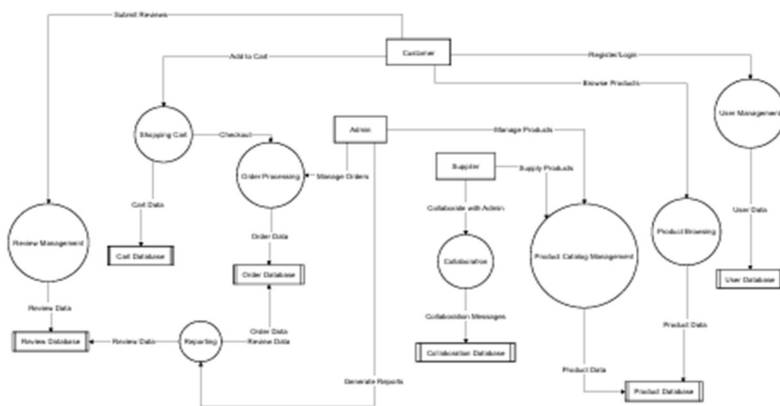 Submit Reviews
Customer
Add to Cart
Register/Login
Browse Products
Shopping Cart
Checkout
Admin
Manage Products
User Management
Order Processing
Manage Orders
Supplier
Supply Products
Cart Data
Collaborate with Admin
User Data
Review Management
Order Data
Product Browsing
Cart Database
Collaboration
Product Catalog Management
Order Database
User Database
Review Data
Collaboration Messages
Order Data
Review Data
Product Data
Review Database
Review Data
Reporting
Collaboration Database
Product Data
Generate Reports
Product Database